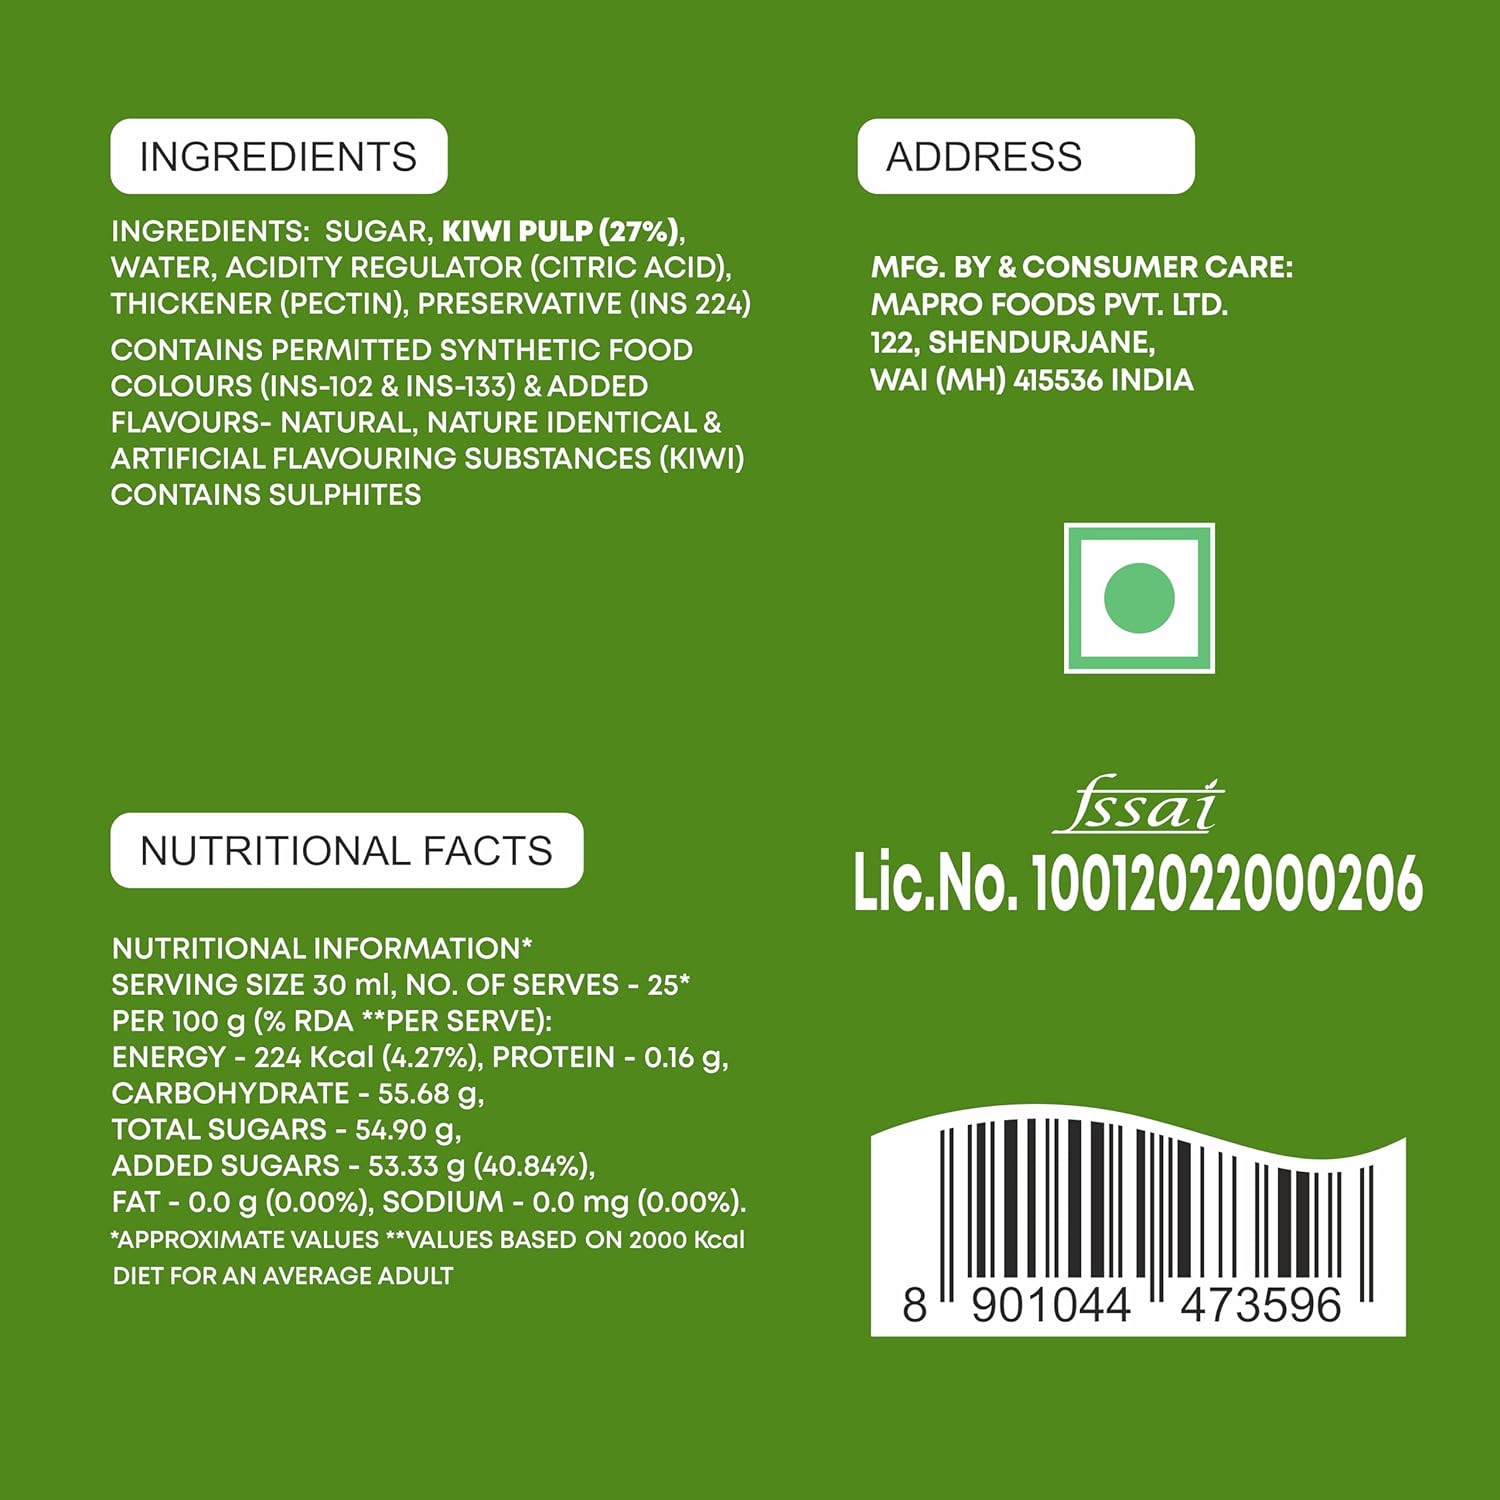 INGREDIENTS
INGREDIENTS: SUGAR, KIWI PULP (27%),
WATER, ACIDITY REGULATOR (CITRIC ACID),
THICKENER (PECTIN), PRESERVATIVE (INS 224)
CONTAINS PERMITTED SYNTHETIC FOOD
COLOURS (INS-102 & INS-133) & ADDED
FLAVOURS- NATURAL, NATURE IDENTICAL &
ARTIFICIAL FLAVOURING SUBSTANCES (KIWI)
CONTAINS SULPHITES
NUTRITIONAL FACTS
NUTRITIONAL INFORMATION*
SERVING SIZE 30 ml, NO. OF SERVES - 25*
PER 100 g (% RDA **PER SERVE):
ENERGY - 224 Kcal (4.27%), PROTEIN - 0.16 g,
CARBOHYDRATE - 55.68 g,
TOTAL SUGARS - 54.90 g,
ADDED SUGARS - 53.33 g (40.84%),
FAT - 0.0 g (0.00%), SODIUM - 0.0 mg (0.00%).
*APPROXIMATE VALUES **VALUES BASED ON 2000 Kcal
DIET FOR AN AVERAGE ADULT
ADDRESS
MFG. BY & CONSUMER CARE:
MAPRO FOODS PVT. LTD.
122, SHENDURJANE,
WAI (MH) 415536 INDIA
fssai
Lic.No. 10012022000206
8 901044 473596